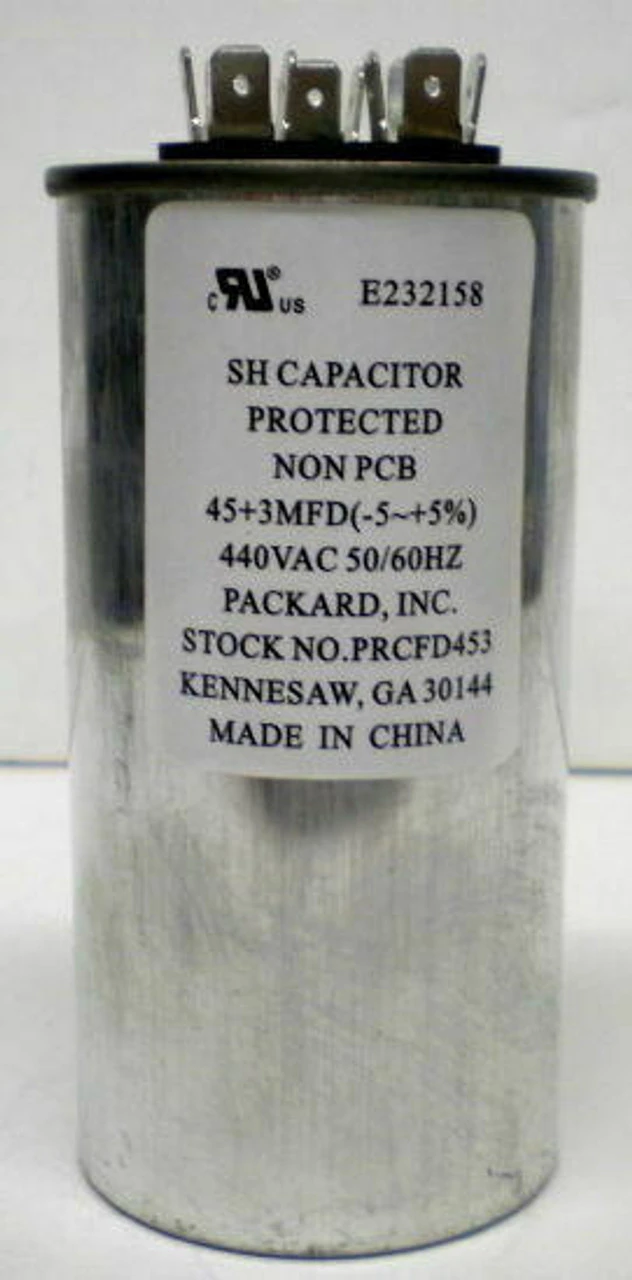 c RU® US E232158
SH CAPACITOR
PROTECTED
NON PCB
45+3MFD(-5~+5%)
440VAC 50/60HZ
PACKARD, INC.
STOCK NO.PRCFD453
KENNESAW, GA 30144
MADE IN CHINA